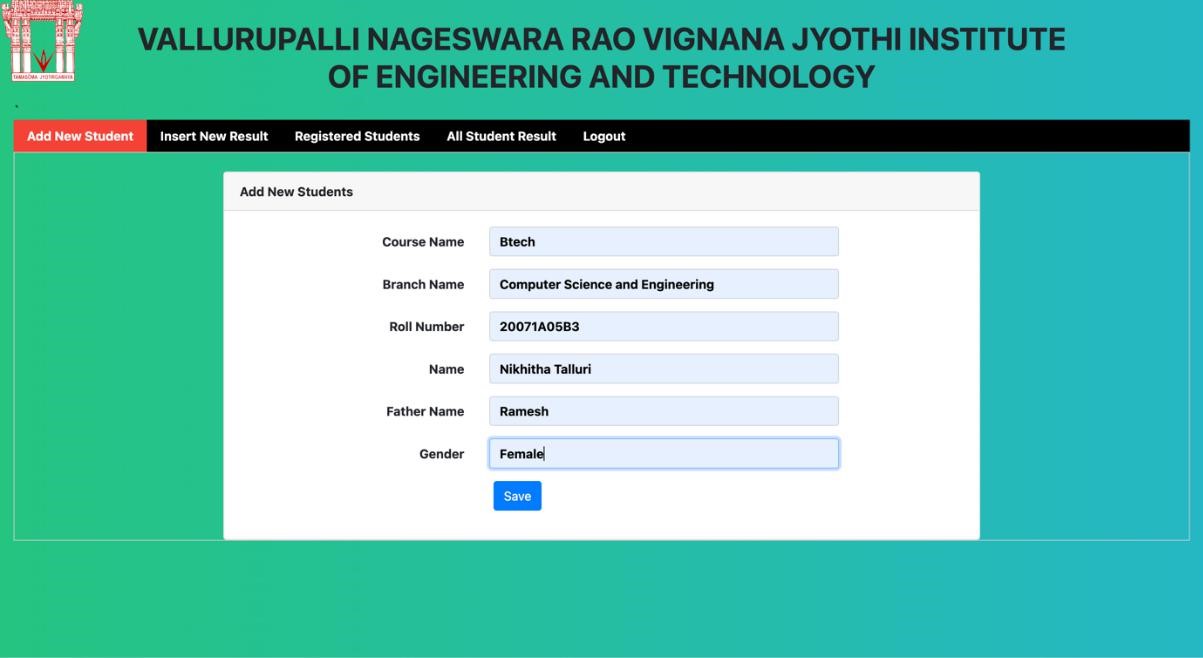 VALLURUPALLI NAGESWARA RAO VIGNANA JYOTHI INSTITUTE
OF ENGINEERING AND TECHNOLOGY
TAMASOMA JYOTIRGAMAYA
Add New Student Insert New Result Registered Students All Student Result Logout
Add New Students
Course Name Btech
Branch Name Computer Science and Engineering
Roll Number 20071A05B3
Name Nikhitha Talluri
Father Name Ramesh
Gender Female
Save